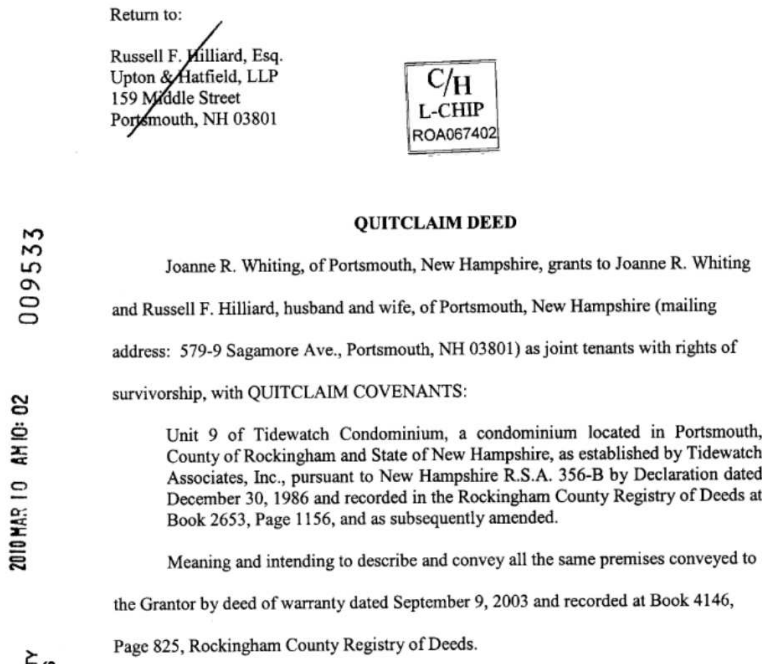 Return to:
Russell F. Hilliard, Esq.
Upton & Hatfield, LLP
159 Middle Street
Portsmouth, NH 03801
C/H
L-CHIP
ROA067402
QUITCLAIM DEED
Joanne R. Whiting, of Portsmouth, New Hampshire, grants to Joanne R. Whiting
and Russell F. Hilliard, husband and wife, of Portsmouth, New Hampshire (mailing
address: 579-9 Sagamore Ave., Portsmouth, NH 03801) as joint tenants with rights of
survivorship, with QUITCLAIM COVENANTS:
Unit 9 of Tidewatch Condominium, a condominium located in Portsmouth,
County of Rockingham and State of New Hampshire, as established by Tidewatch
Associates, Inc., pursuant to New Hampshire R.S.A. 356-B by Declaration dated
December 30, 1986 and recorded in the Rockingham County Registry of Deeds at
Book 2653, Page 1156, and as subsequently amended.
Meaning and intending to describe and convey all the same premises conveyed to
the Grantor by deed of warranty dated September 9, 2003 and recorded at Book 4146,
Page 825, Rockingham County Registry of Deeds.
009533
2010 MAR 10 AM 10:02